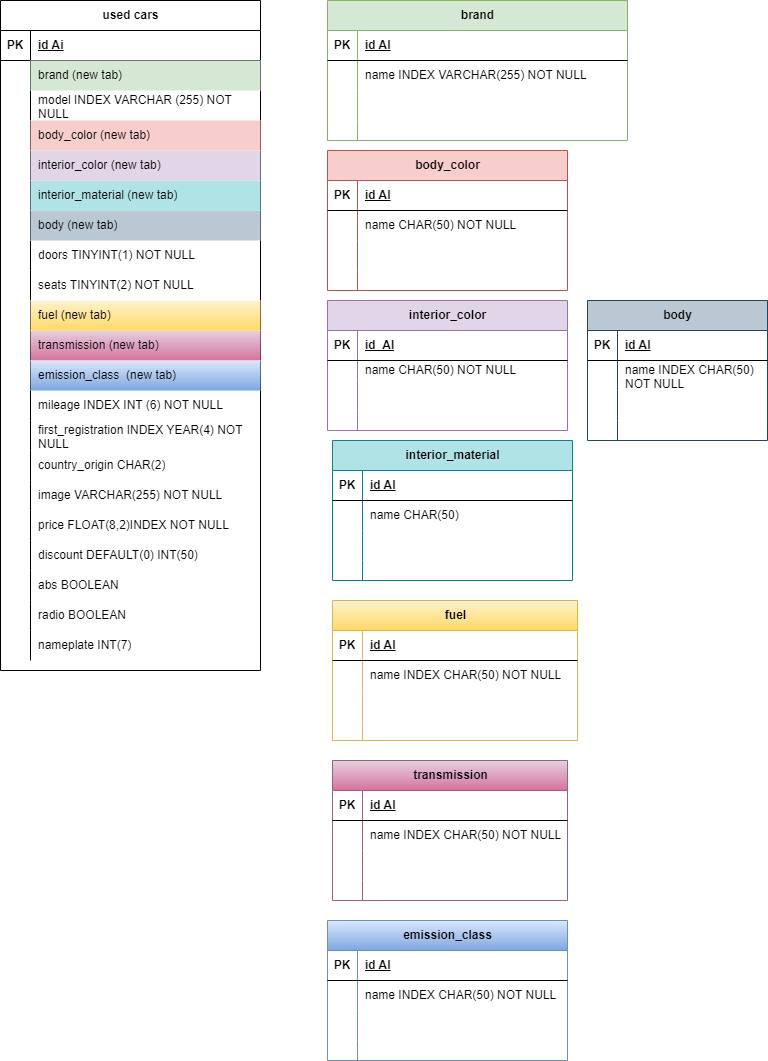 used cars
PK id Ai
brand (new tab)
model INDEX VARCHAR (255) NOT
NULL
body_color (new tab)
interior_color (new tab)
interior_material (new tab)
body (new tab)
doors TINYINT(1) NOT NULL
seats TINYINT(2) NOT NULL
fuel (new tab)
transmission (new tab)
emission_class (new tab)
mileage INDEX INT (6) NOT NULL
first_registration INDEX YEAR(4) NOT
NULL
country_origin CHAR(2)
image VARCHAR(255) NOT NULL
price FLOAT(8,2)INDEX NOT NULL
discount DEFAULT(0) INT(50)
abs BOOLEAN
radio BOOLEAN
nameplate INT(7)
brand
PK id AI
name INDEX VARCHAR(255) NOT NULL
body_color
PK id AI
name CHAR(50) NOT NULL
interior_color
PK id AI
name CHAR(50) NOT NULL
body
PK id AI
name INDEX CHAR(50)
NOT NULL
interior_material
PK id AI
name CHAR(50)
fuel
PK id AI
name INDEX CHAR(50) NOT NULL
transmission
PK id AI
name INDEX CHAR(50) NOT NULL
emission_class
PK id AI
name INDEX CHAR(50) NOT NULL